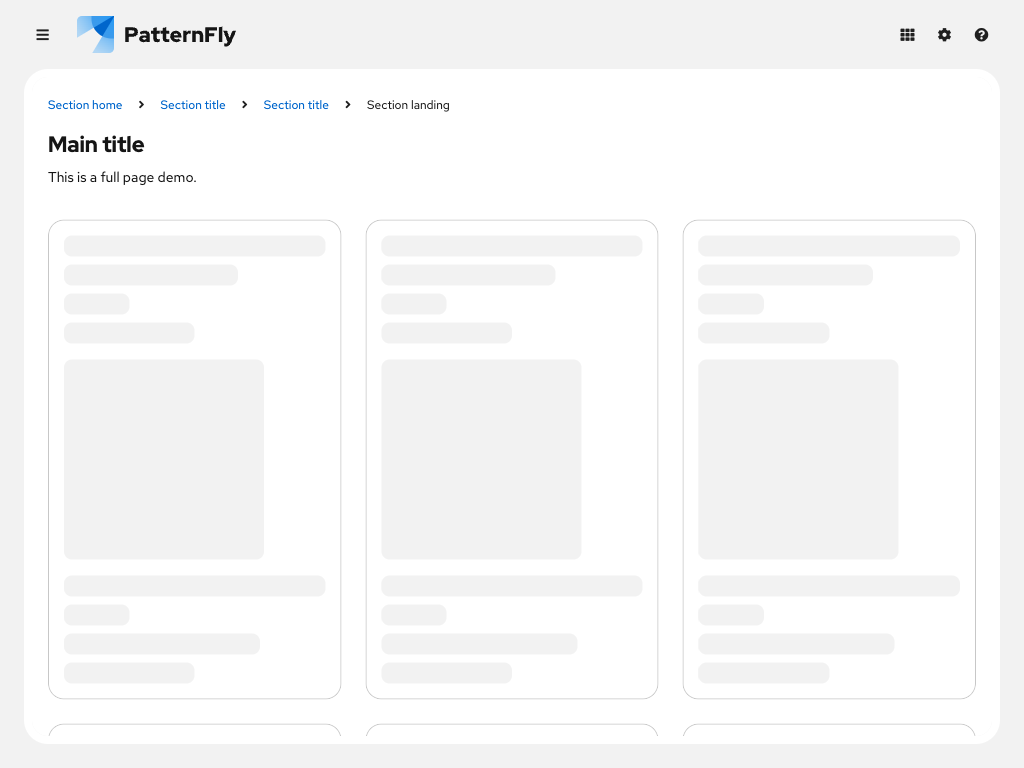 PatternFly
Section home Section title Section title Section landing
Main title
This is a full page demo.